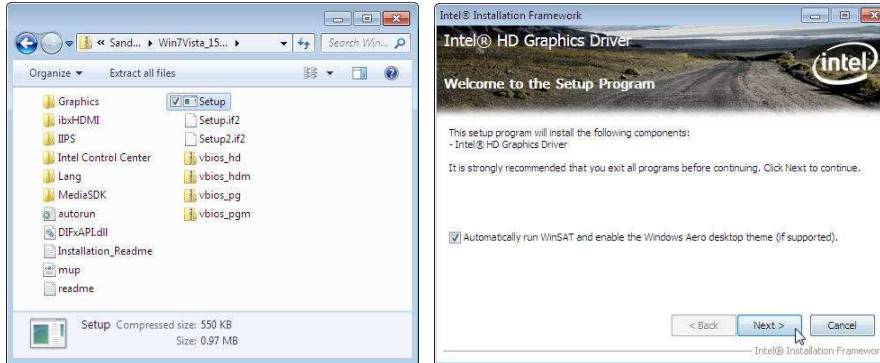 « Sand... ▸ Win7Vista_15... ▸
Search Win...
Organize ▾ Extract all files
Graphics
ibxHDMI
IIPS
Intel Control Center
Lang
MediaSDK
autorun
DIFxAPI.dll
Installation_Readme
mup
readme
Setup
Setup.if2
Setup2.if2
vbios_hd
vbios_hdm
vbios_pg
vbios_pgm
Setup Compressed size: 550 KB
Size: 0.97 MB
Intel® Installation Framework
Intel® HD Graphics Driver
Welcome to the Setup Program
intel
This setup program will install the following components:
- Intel® HD Graphics Driver
It is strongly recommended that you exit all programs before continuing. Click Next to continue.
Automatically run WinSAT and enable the Windows Aero desktop theme (if supported).
< Back Next > Cancel
Intel® Installation Framewor